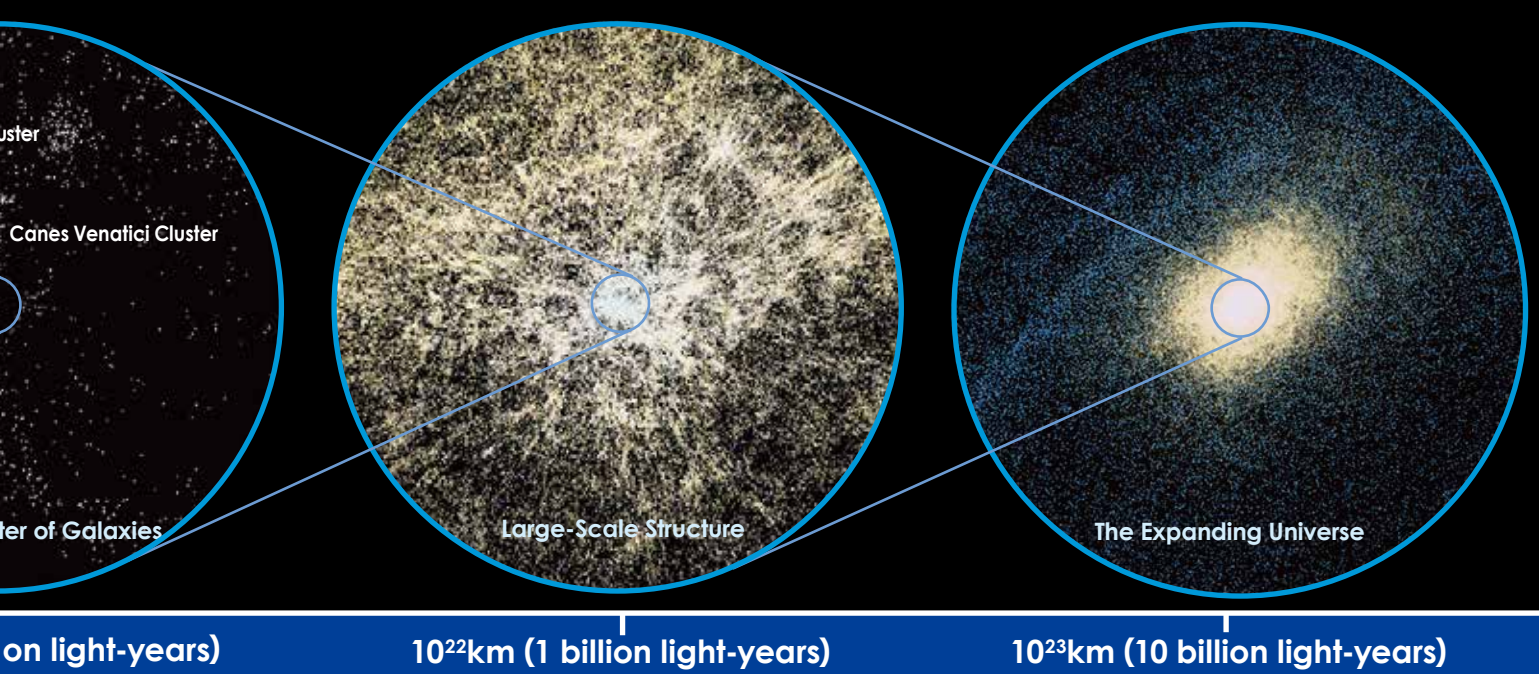 uster
Canes Venatici Cluster
ter of Galaxies
Large-Scale Structure
The Expanding Universe
on light-years)
10²²km (1 billion light-years)
10²³km (10 billion light-years)